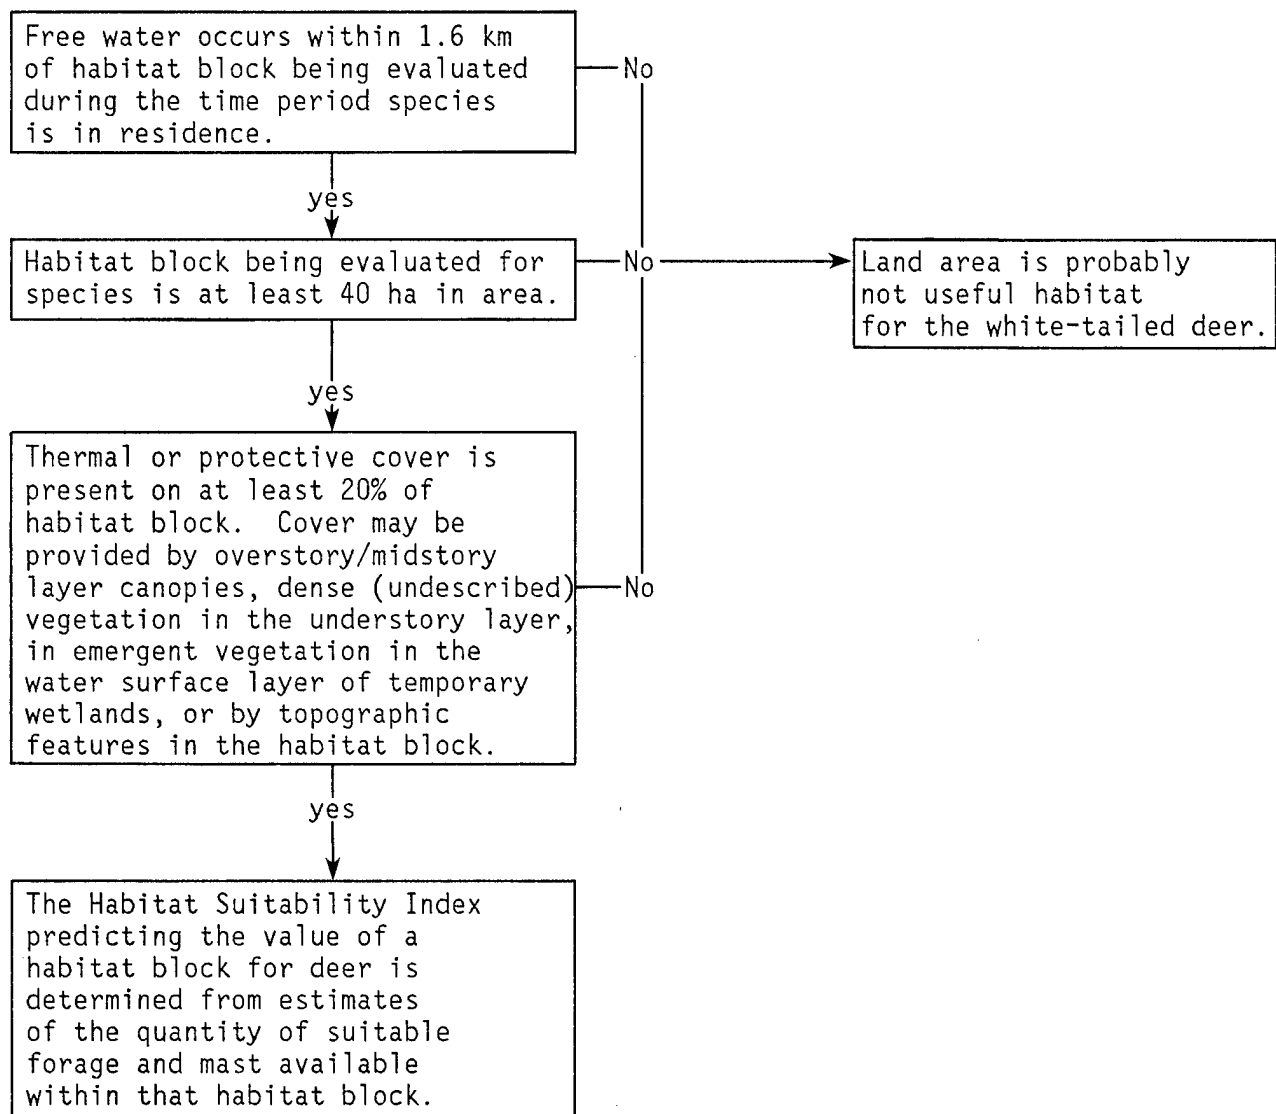 Free water occurs within 1.6 km
of habitat block being evaluated
during the time period species
is in residence.
No
yes
Habitat block being evaluated for
species is at least 40 ha in area.
No
Land area is probably
not useful habitat
for the white-tailed deer.
yes
Thermal or protective cover is
present on at least 20% of
habitat block.  Cover may be
provided by overstory/midstory
layer canopies, dense (undescribed)
vegetation in the understory layer,
in emergent vegetation in the
water surface layer of temporary
wetlands, or by topographic
features in the habitat block.
No
yes
The Habitat Suitability Index
predicting the value of a
habitat block for deer is
determined from estimates
of the quantity of suitable
forage and mast available
within that habitat block.